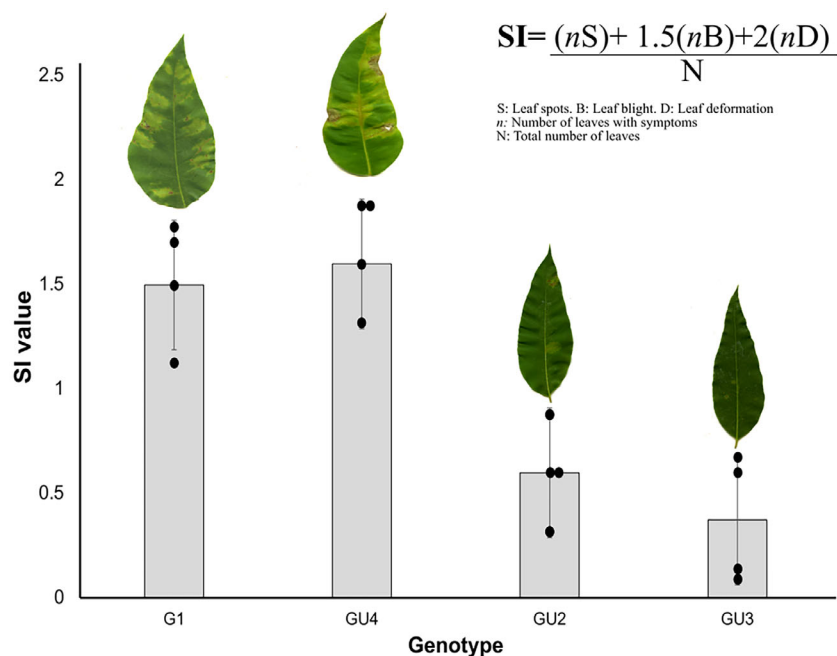 SI= (nS)+ 1.5(nB)+2(nD)
N
S: Leaf spots. B: Leaf blight. D: Leaf deformation
n: Number of leaves with symptoms
N: Total number of leaves
2.5
2
1.5
1
0.5
0
SI value
G1 GU4 GU2 GU3
Genotype